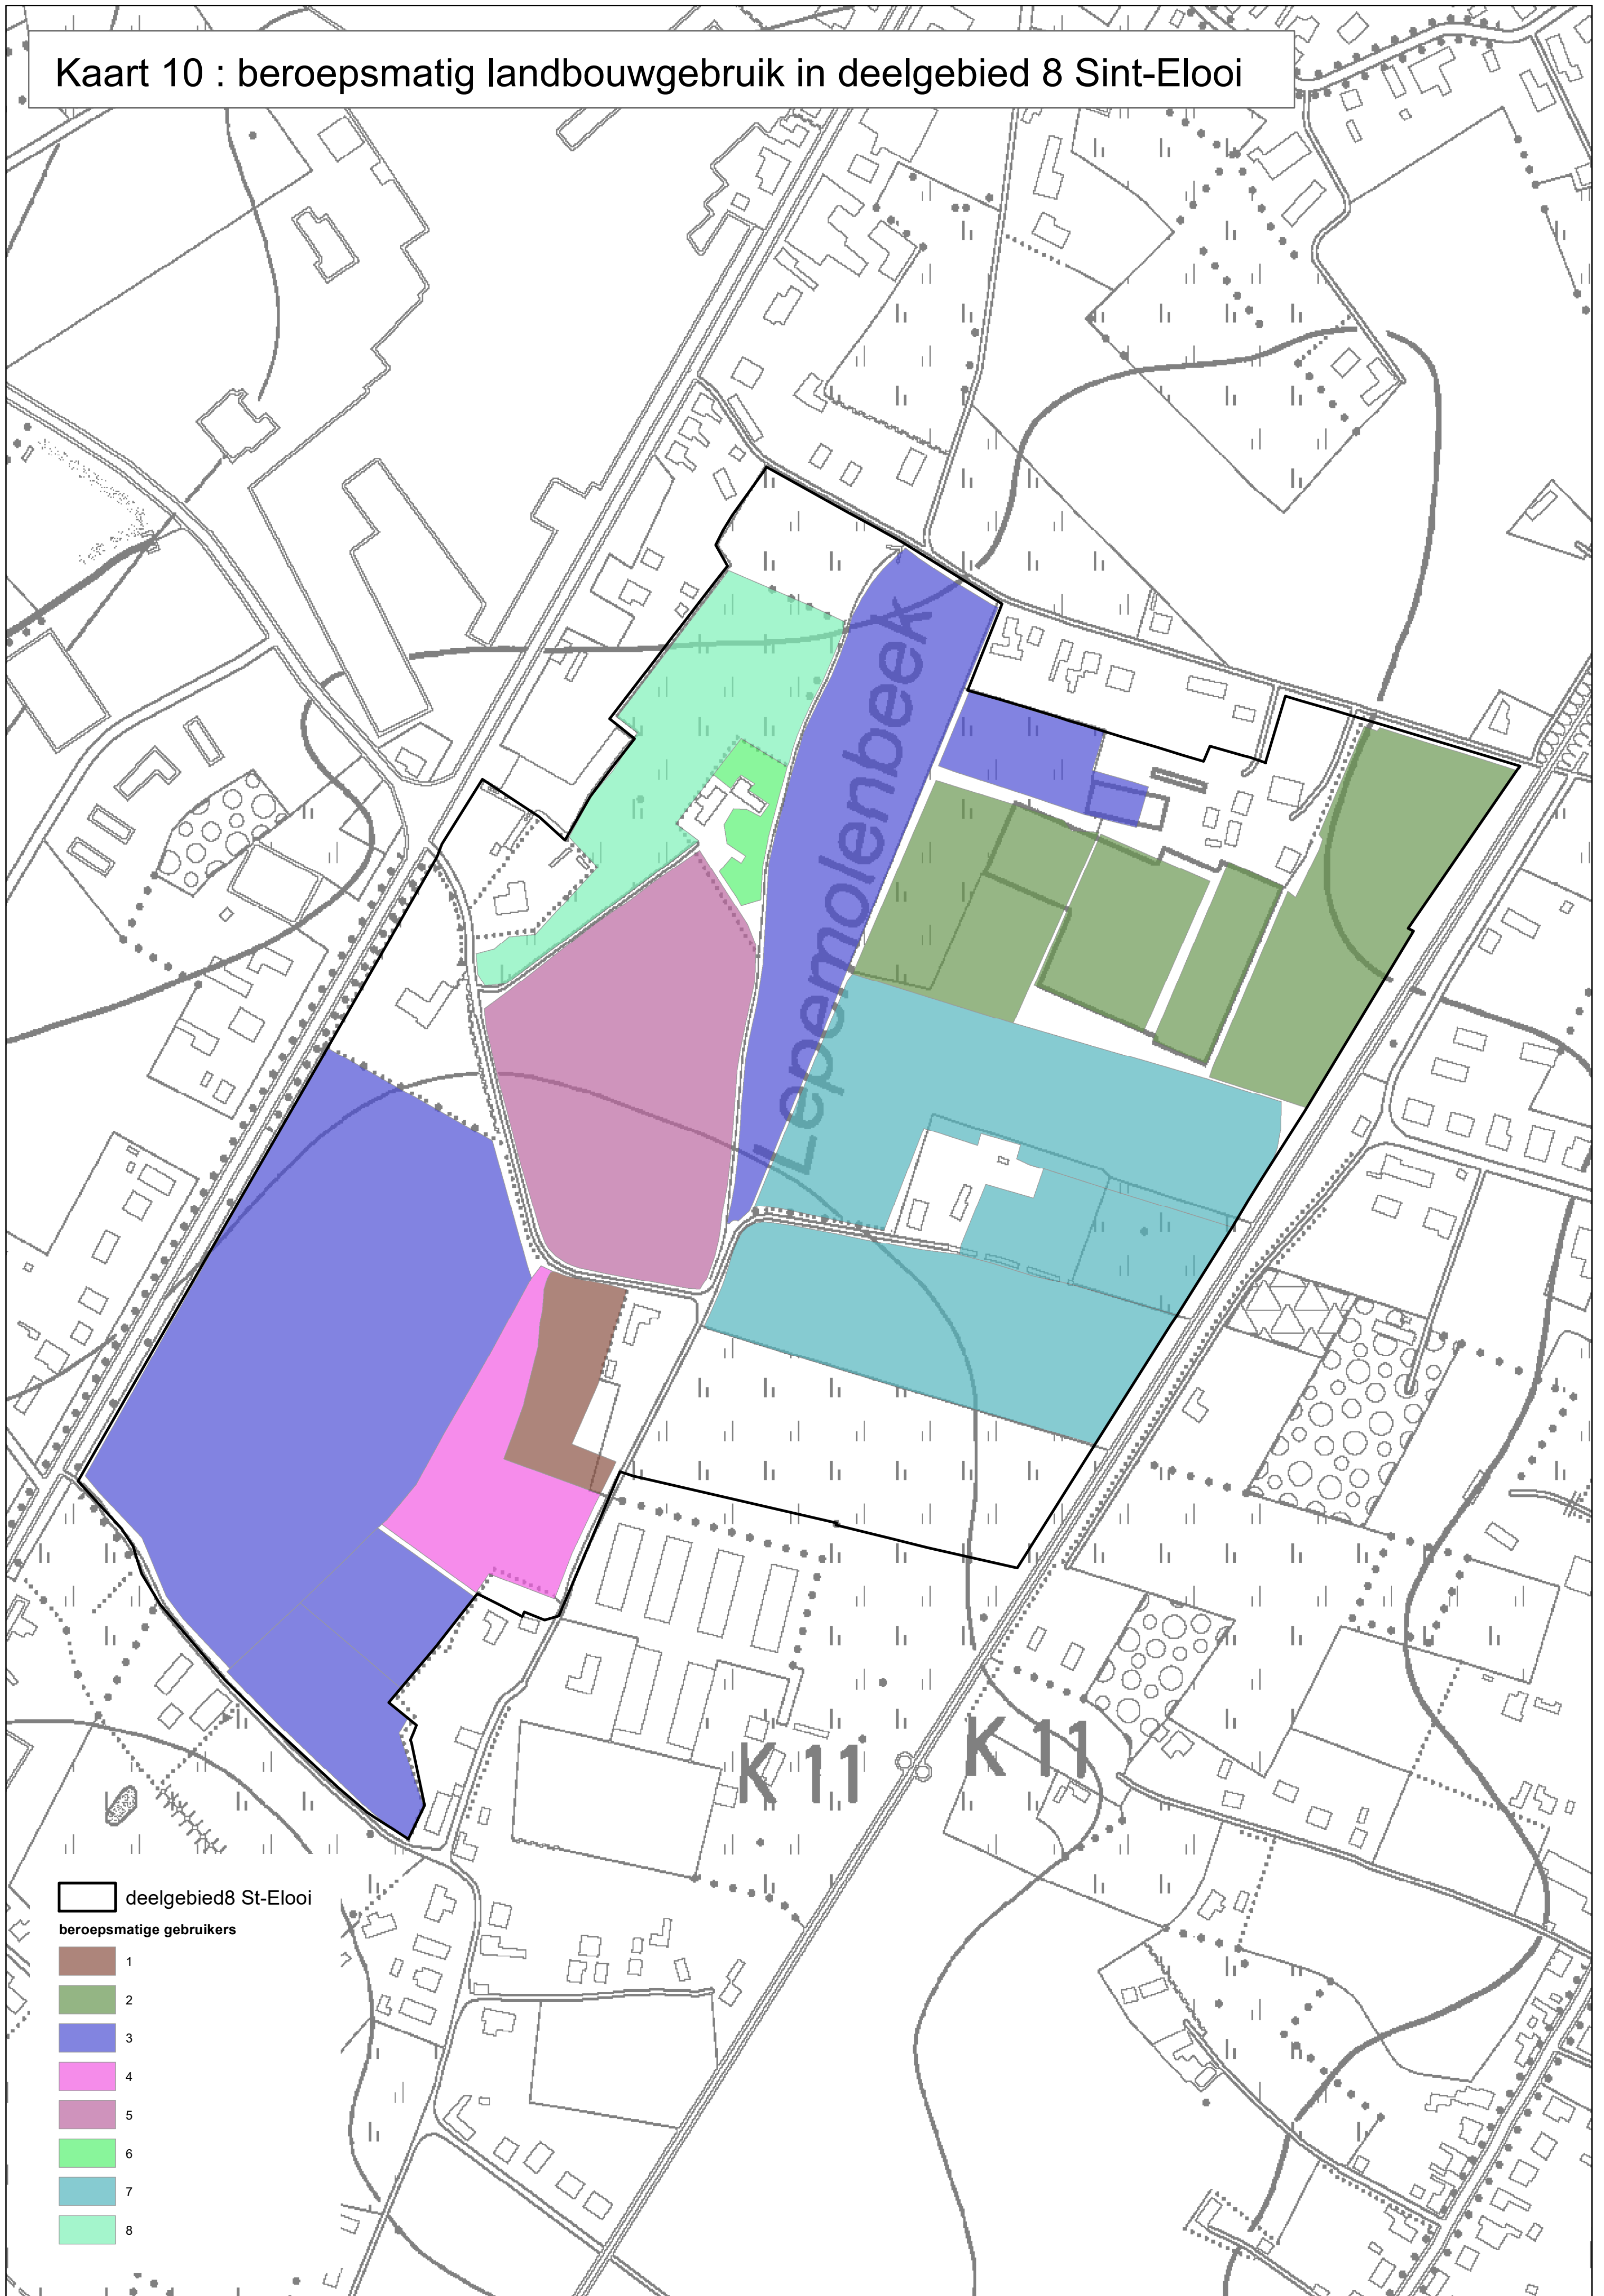 Kaart 10 : beroepsmatig landbouwgebruik in deelgebied 8 Sint-Elooi
Lepemolenbeek
K 11
K 11
deelgebied8 St-Elooi
beroepsmatige gebruikers
1
2
3
4
5
6
7
8